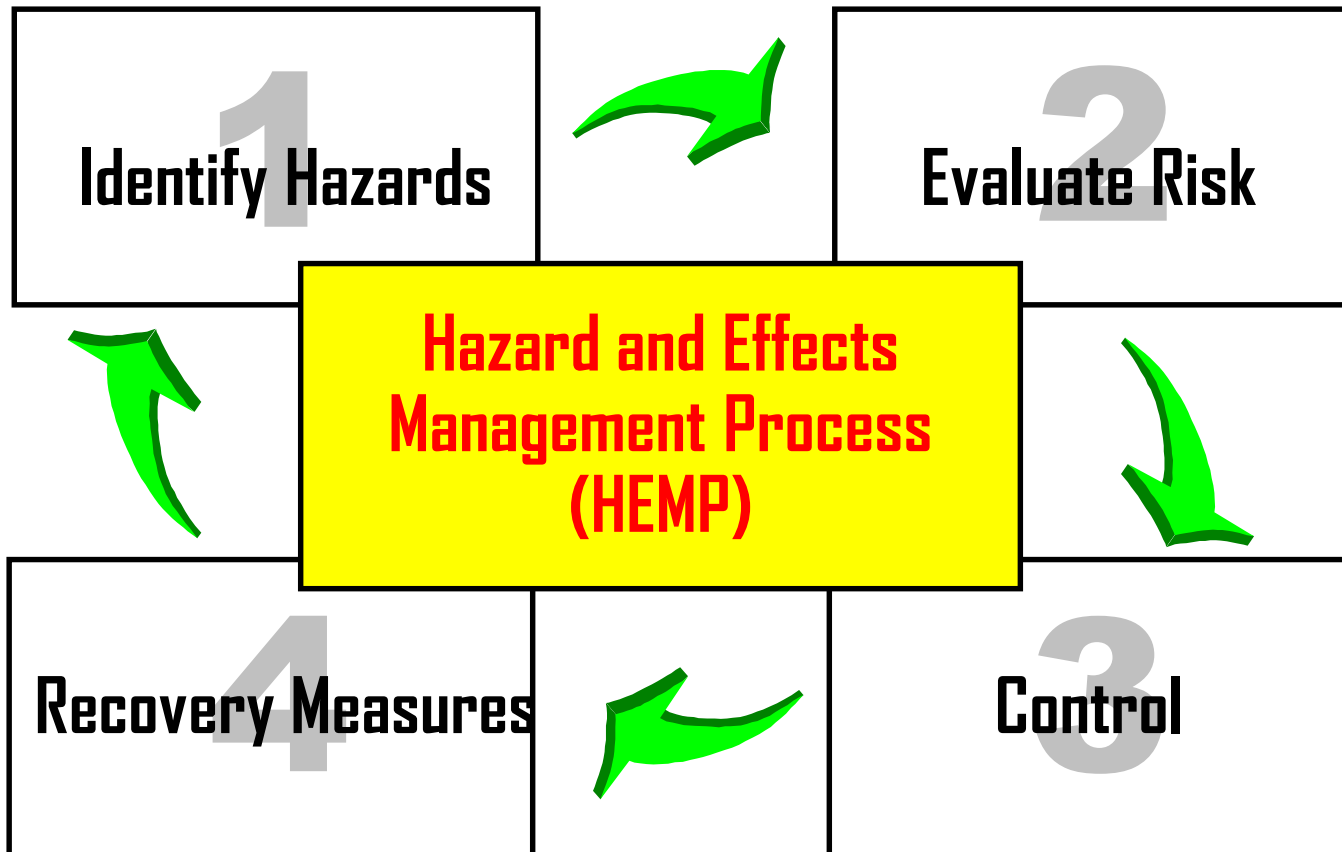 1
Identify Hazards
2
Evaluate Risk
Hazard and Effects
Management Process
(HEMP)
4
Recovery Measures
3
Control